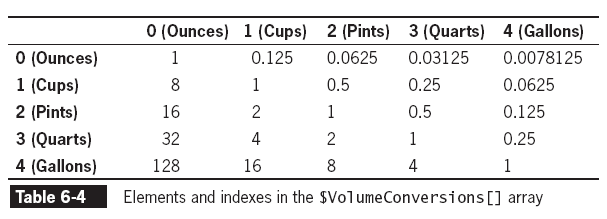 0 (Ounces) 1 (Cups) 2 (Pints) 3 (Quarts) 4 (Gallons)
0 (Ounces) 1 0.125 0.0625 0.03125 0.0078125
1 (Cups) 8 1 0.5 0.25 0.0625
2 (Pints) 16 2 1 0.5 0.125
3 (Quarts) 32 4 2 1 0.25
4 (Gallons) 128 16 8 4 1
Table 6-4 Elements and indexes in the $VolumeConversions[] array